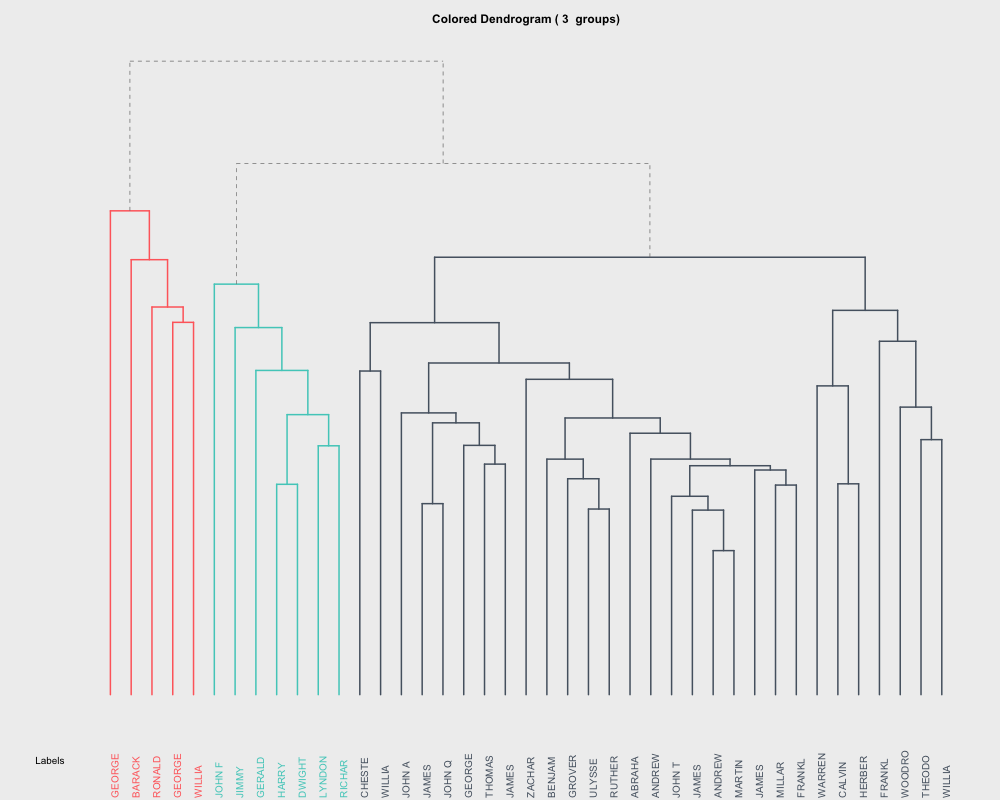 Colored Dendrogram ( 3  groups)
Labels
GEORGE
BARACK
RONALD
GEORGE
WILLIA
JOHN F
JIMMY
GERALD
HARRY
DWIGHT
LYNDON
RICHAR
CHESTE
WILLIA
JOHN A
JAMES
JOHN Q
GEORGE
THOMAS
JAMES
ZACHAR
BENJAM
GROVER
ULYSSE
RUTHER
ABRAHA
ANDREW
JOHN T
JAMES
ANDREW
MARTIN
JAMES
MILLAR
FRANKL
WARREN
CALVIN
HERBER
FRANKL
WOODRO
THEODO
WILLIA